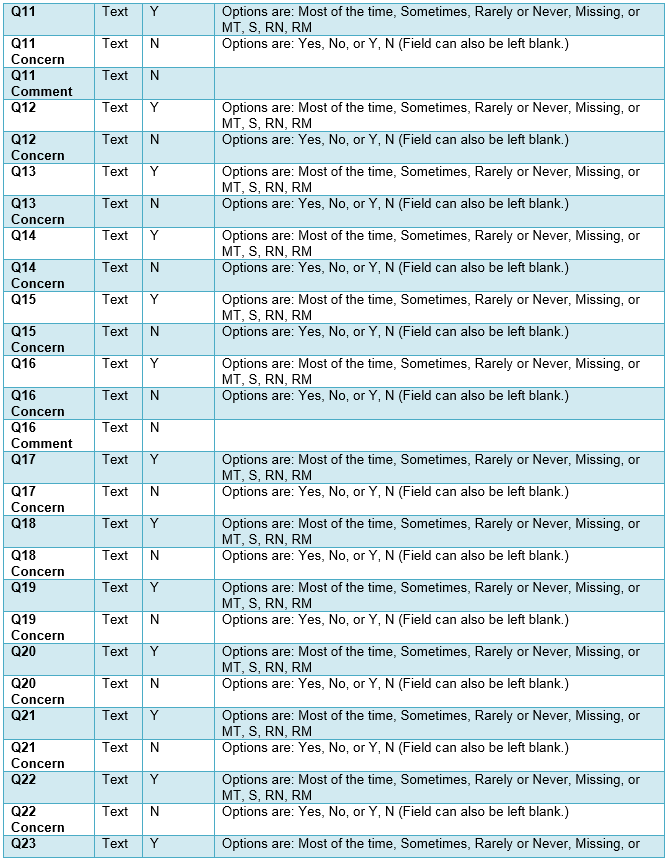 Q11 Text Y Options are: Most of the time, Sometimes, Rarely or Never, Missing, or
MT, S, RN, RM
Q11 Text N Options are: Yes, No, or Y, N (Field can also be left blank.)
Concern
Q11 Text N
Comment
Q12 Text Y Options are: Most of the time, Sometimes, Rarely or Never, Missing, or
MT, S, RN, RM
Q12 Text N Options are: Yes, No, or Y, N (Field can also be left blank.)
Concern
Q13 Text Y Options are: Most of the time, Sometimes, Rarely or Never, Missing, or
MT, S, RN, RM
Q13 Text N Options are: Yes, No, or Y, N (Field can also be left blank.)
Concern
Q14 Text Y Options are: Most of the time, Sometimes, Rarely or Never, Missing, or
MT, S, RN, RM
Q14 Text N Options are: Yes, No, or Y, N (Field can also be left blank.)
Concern
Q15 Text Y Options are: Most of the time, Sometimes, Rarely or Never, Missing, or
MT, S, RN, RM
Q15 Text N Options are: Yes, No, or Y, N (Field can also be left blank.)
Concern
Q16 Text Y Options are: Most of the time, Sometimes, Rarely or Never, Missing, or
MT, S, RN, RM
Q16 Text N Options are: Yes, No, or Y, N (Field can also be left blank.)
Concern
Q16 Text N
Comment
Q17 Text Y Options are: Most of the time, Sometimes, Rarely or Never, Missing, or
MT, S, RN, RM
Q17 Text N Options are: Yes, No, or Y, N (Field can also be left blank.)
Concern
Q18 Text Y Options are: Most of the time, Sometimes, Rarely or Never, Missing, or
MT, S, RN, RM
Q18 Text N Options are: Yes, No, or Y, N (Field can also be left blank.)
Concern
Q19 Text Y Options are: Most of the time, Sometimes, Rarely or Never, Missing, or
MT, S, RN, RM
Q19 Text N Options are: Yes, No, or Y, N (Field can also be left blank.)
Concern
Q20 Text Y Options are: Most of the time, Sometimes, Rarely or Never, Missing, or
MT, S, RN, RM
Q20 Text N Options are: Yes, No, or Y, N (Field can also be left blank.)
Concern
Q21 Text Y Options are: Most of the time, Sometimes, Rarely or Never, Missing, or
MT, S, RN, RM
Q21 Text N Options are: Yes, No, or Y, N (Field can also be left blank.)
Concern
Q22 Text Y Options are: Most of the time, Sometimes, Rarely or Never, Missing, or
MT, S, RN, RM
Q22 Text N Options are: Yes, No, or Y, N (Field can also be left blank.)
Concern
Q23 Text Y Options are: Most of the time, Sometimes, Rarely or Never, Missing, or